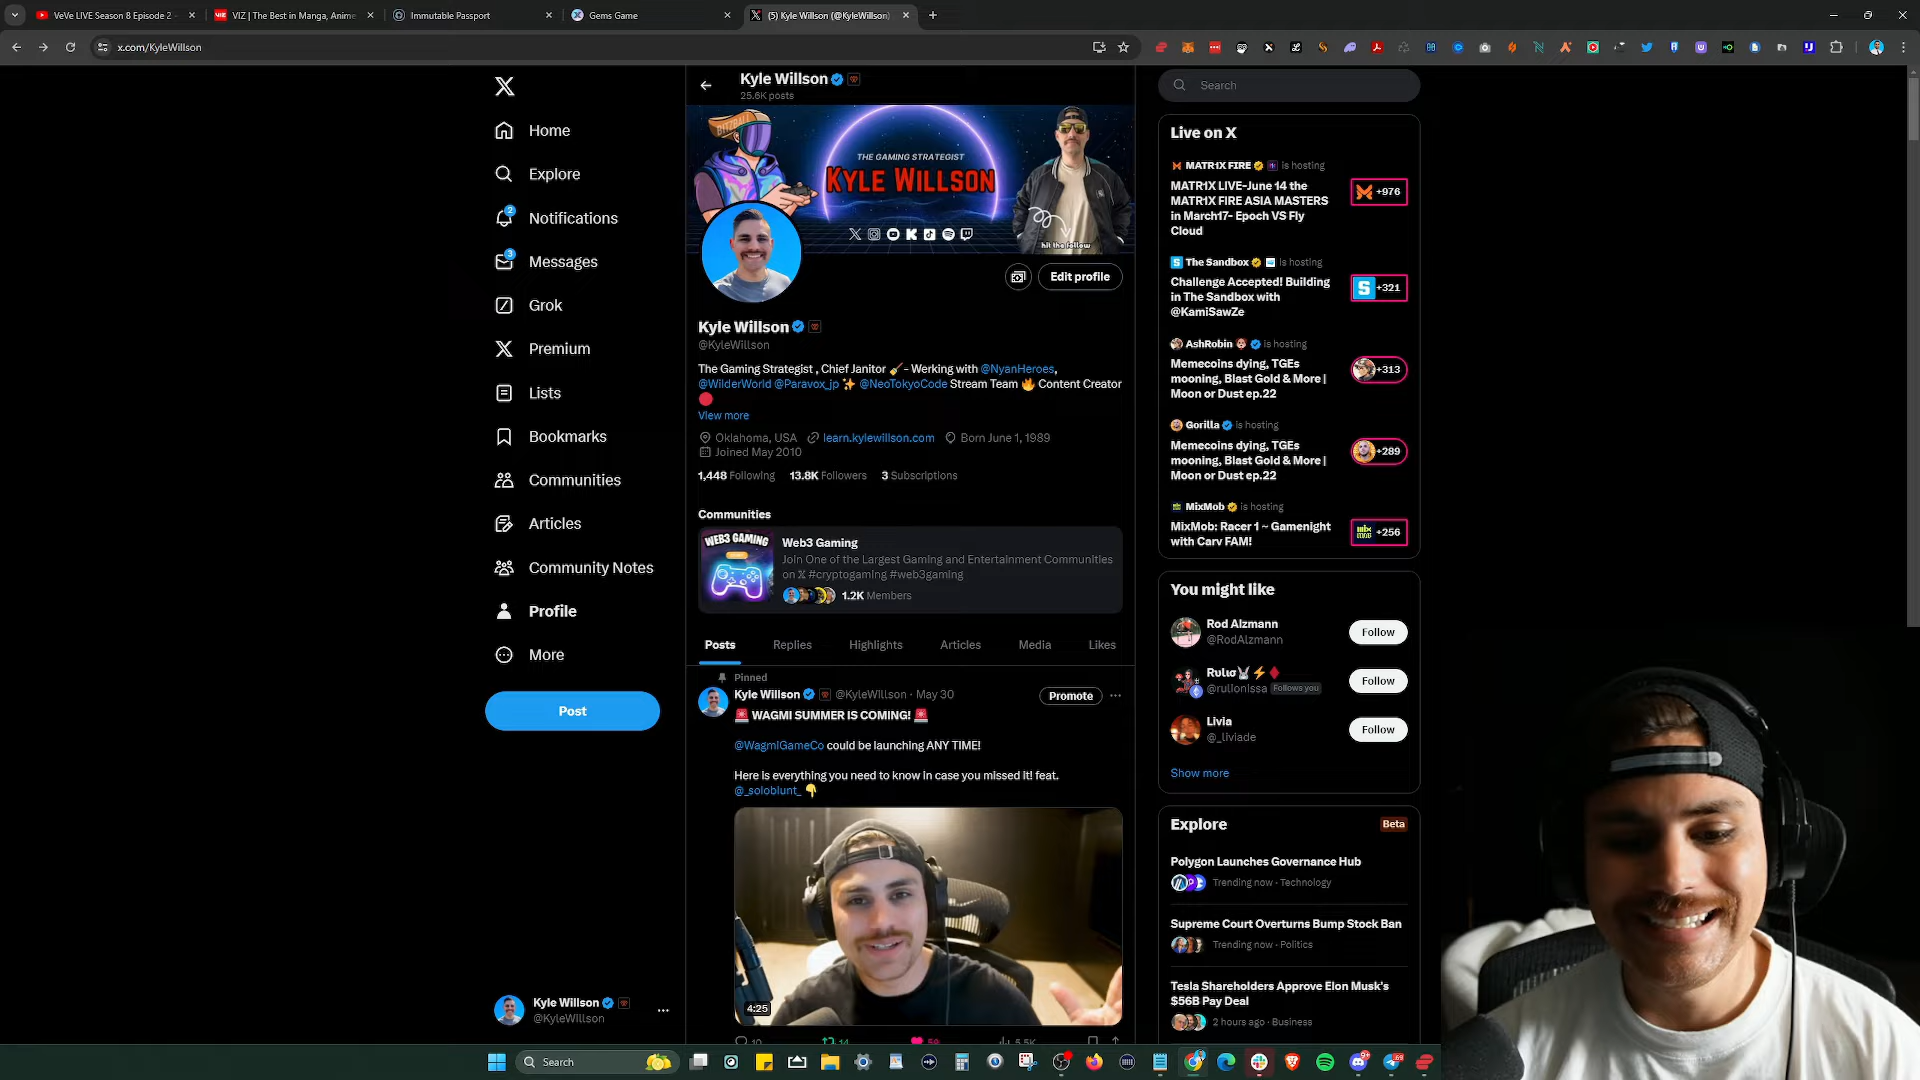 VeVe LIVE Season 8 Episode 2 -
VIZ | The Best in Manga, Anime
Immutable Passport
Gems Game
(5) Kyle Willson (@KyleWillson)
x.com/KyleWillson
Home
Explore
2
Notifications
3
Messages
Grok
Premium
Lists
Bookmarks
Communities
Articles
Community Notes
Profile
More
Post
Kyle Willson
@KyleWillson
Kyle Willson
25.6K posts
BITZBALL
THE GAMING STRATEGIST
KYLE WILLSON
hit the follow
Edit profile
Kyle Willson
@KyleWillson
The Gaming Strategist , Chief Janitor 🧹- Werking with @NyanHeroes,
@WilderWorld @Paravox_jp ✨ @NeoTokyoCode Stream Team 🔥 Content Creator
🔴
View more
Oklahoma, USA learn.kylewillson.com Born June 1, 1989
Joined May 2010
1,448 Following 13.8K Followers 3 Subscriptions
Communities
WEB3 GAMING
Web3 Gaming
Join One of the Largest Gaming and Entertainment Communities
on 𝕏 #cryptogaming #web3gaming
1.2K Members
Posts Replies Highlights Articles Media Likes
Pinned
Kyle Willson @KyleWillson · May 30
Promote
🚨 WAGMI SUMMER IS COMING! 🚨
@WagmiGameCo could be launching ANY TIME!
Here is everything you need to know in case you missed it! feat.
@_soloblunt_ 👇
4:25
10 14 59 5.5K
Search
Live on X
MATR1X FIRE is hosting
MATR1X LIVE-June 14 the
MATR1X FIRE ASIA MASTERS
in March17- Epoch VS Fly
Cloud
+976
The Sandbox is hosting
Challenge Accepted! Building
in The Sandbox with
@KamiSawZe
+321
AshRobin is hosting
Memecoins dying, TGEs
mooning, Blast Gold & More |
Moon or Dust ep.22
+313
Gorilla is hosting
Memecoins dying, TGEs
mooning, Blast Gold & More |
Moon or Dust ep.22
+289
MixMob is hosting
MixMob: Racer 1 ~ Gamenight
with Carv FAM!
+256
You might like
Rod Alzmann
@RodAlzmann
Follow
@rulionissa Follows you
Follow
Livia
@_liviade
Follow
Show more
Explore
Beta
Polygon Launches Governance Hub
Trending now · Technology
Supreme Court Overturns Bump Stock Ban
Trending now · Politics
Tesla Shareholders Approve Elon Musk's
$56B Pay Deal
2 hours ago · Business
Search